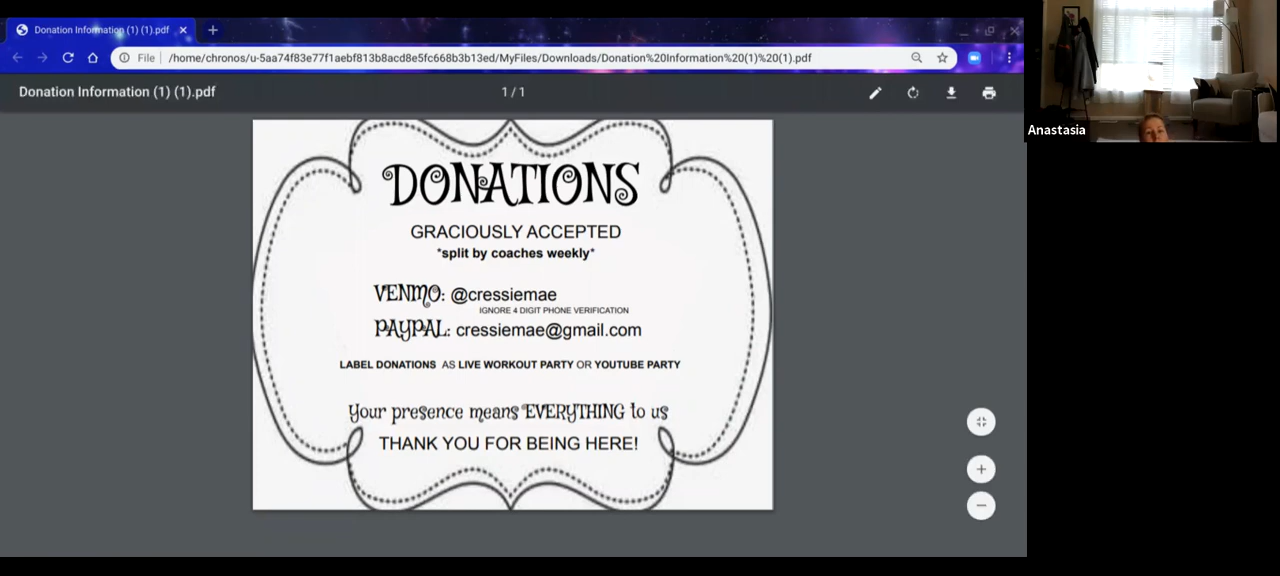 Donation Information (1) (1).pdf
File
/home/chronos/u-5aa74f83e77f1aebf813b8acd8e5fc668b3b13ed/MyFiles/Downloads/Donation%20Information%20(1)%20(1).pdf
Donation Information (1) (1).pdf
1 / 1
Anastasia
DONATIONS
GRACIOUSLY ACCEPTED
*split by coaches weekly*
VENMO: @cressiemae
IGNORE 4 DIGIT PHONE VERIFICATION
PAYPAL: cressiemae@gmail.com
LABEL DONATIONS AS LIVE WORKOUT PARTY OR YOUTUBE PARTY
Your presence means EVERYTHING to us
THANK YOU FOR BEING HERE!